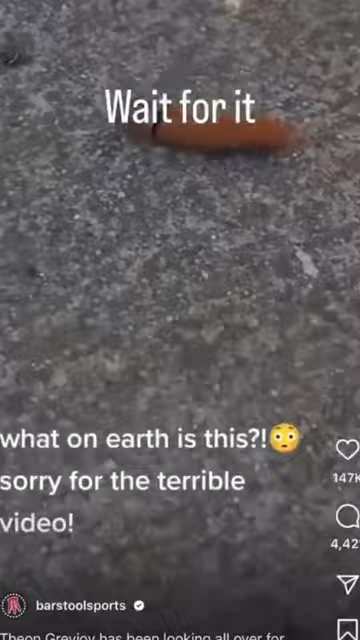 Wait for it
what on earth is this?!😳
sorry for the terrible
video!
147K
4,42
barstoolsports
Theon Greyjoy has been looking all over for